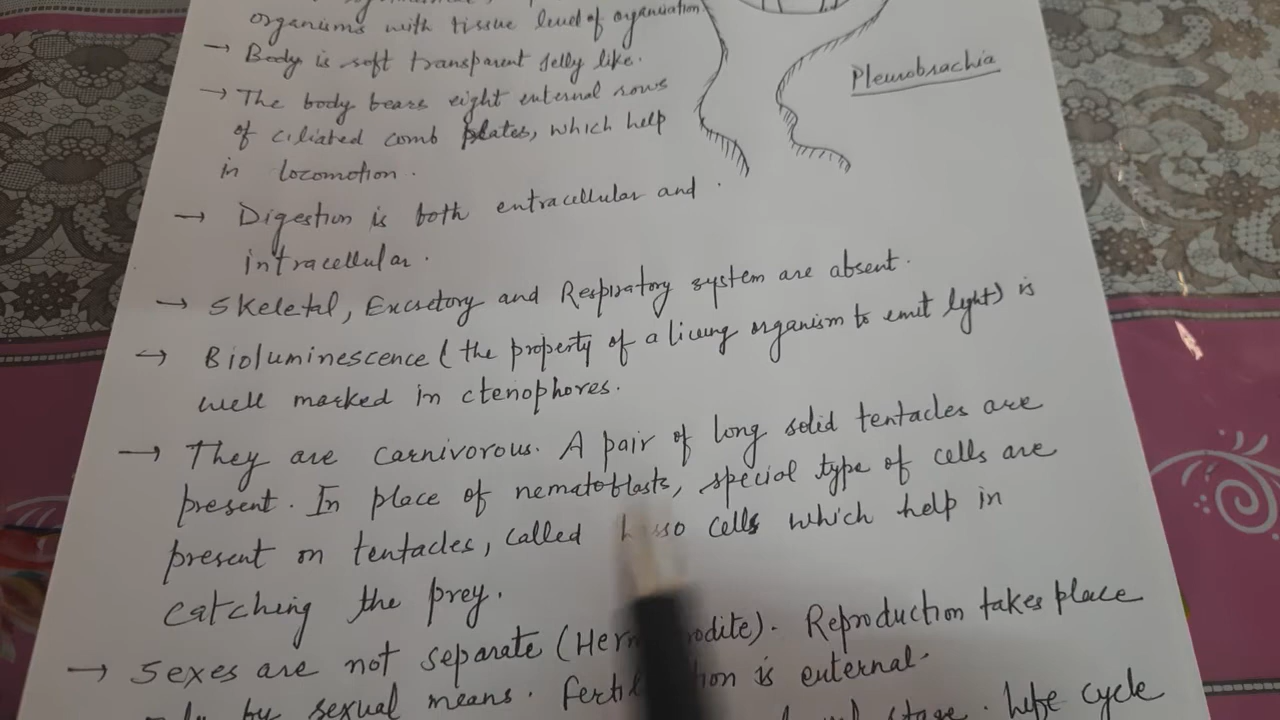 organisms with tissue level of organisation
→ Body is soft transparent jelly like.
Pleurobrachia
→ The body bears eight external rows
of ciliated comb plates, which help
in locomotion.
→ Digestion is both extracellular and
intracellular.
→ Skeletal, Excretory and Respiratory system are absent.
→ Bioluminescence (the property of a living organism to emit light) is
well marked in ctenophores.
→ They are carnivorous. A pair of long solid tentacles are
present. In place of nematoblasts, special type of cells are
present on tentacles, called lasso cells which help in
catching the prey.
→ Sexes are not separate (Hermaphrodite). Reproduction takes place
by sexual means. Fertilization is external.
stage. Life cycle